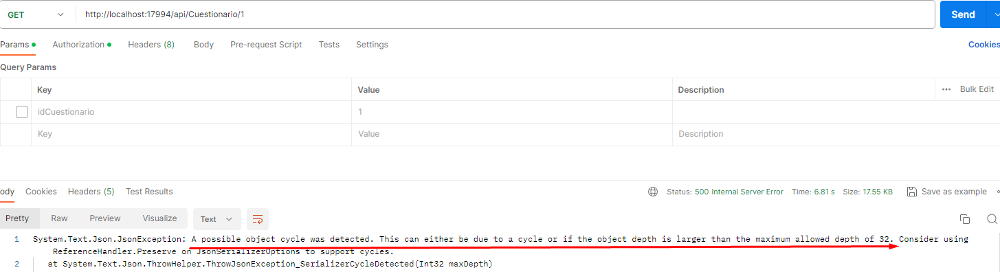 GET http://localhost:17994/api/Cuestionario/1 Send
Params Authorization Headers (8) Body Pre-request Script Tests Settings Cookies
Query Params
Key Value Description Bulk Edit
idCuestionario 1
Key Value Description
ody Cookies Headers (5) Test Results Status: 500 Internal Server Error Time: 6.81 s Size: 17.55 KB Save as example
Pretty Raw Preview Visualize Text
1 System.Text.Json.JsonException: A possible object cycle was detected. This can either be due to a cycle or if the object depth is larger than the maximum allowed depth of 32. Consider using
ReferenceHandler.Preserve on JsonSerializerOptions to support cycles.
2 at System.Text.Json.ThrowHelper.ThrowJsonException_SerializerCycleDetected(Int32 maxDepth)